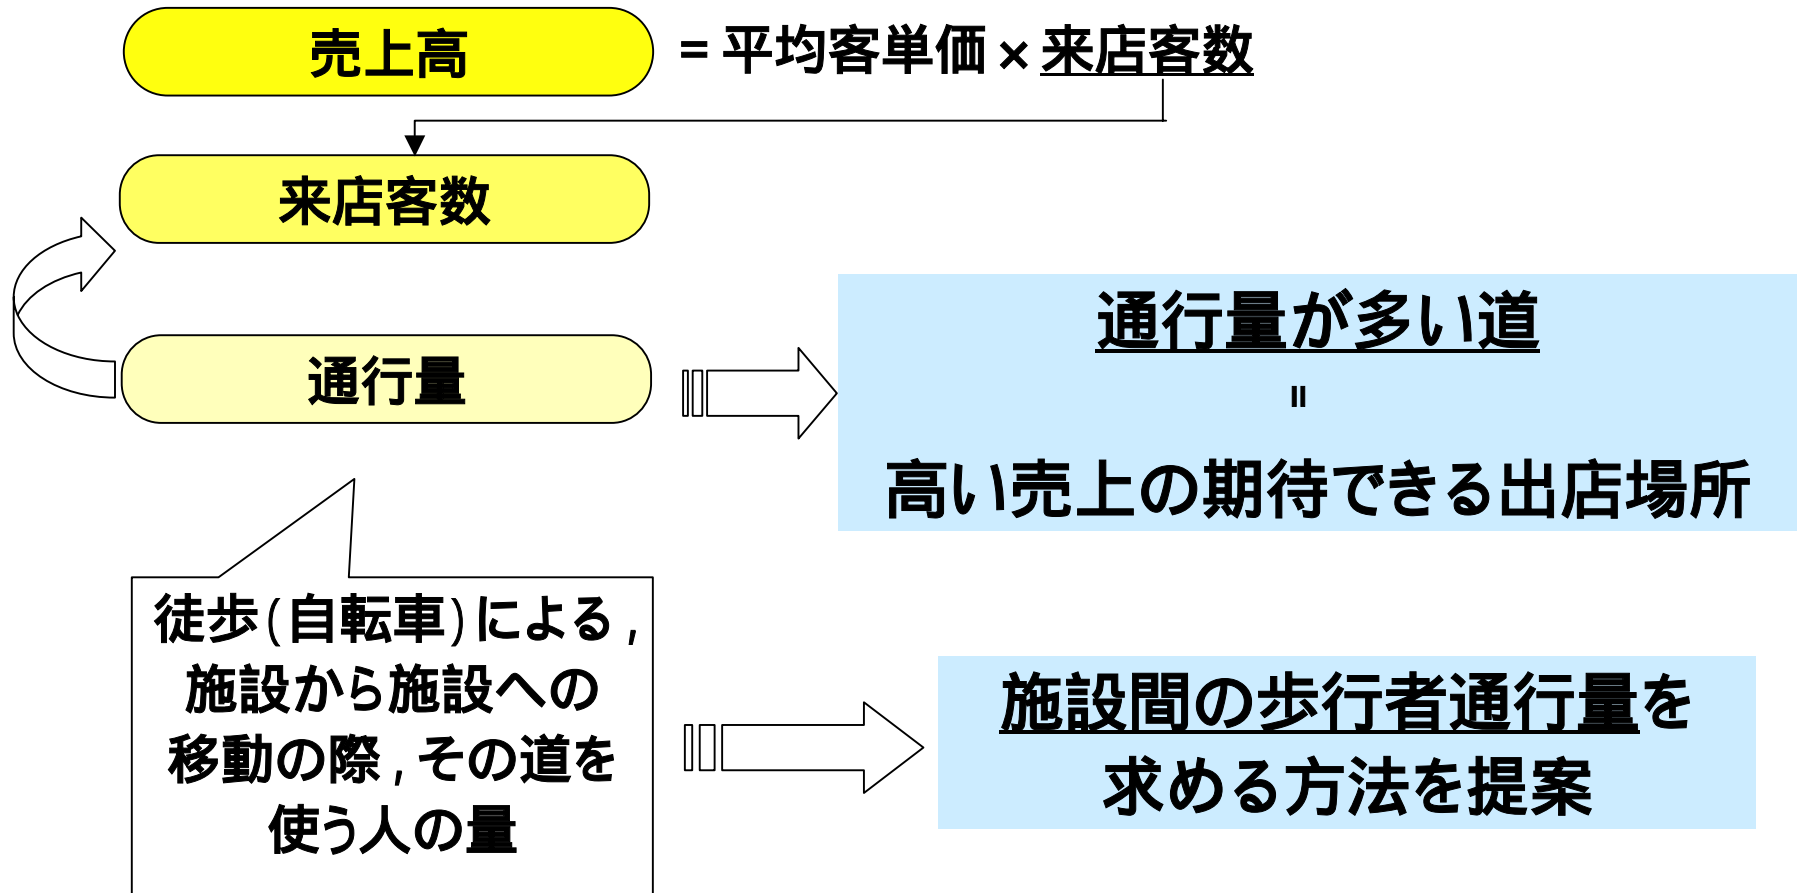 売上高 = 平均客単価 × 来店客数
来店客数
通行量
通行量が多い道
=
高い売上の期待できる出店場所
徒歩(自転車)による,
施設から施設への
移動の際,その道を
使う人の量
施設間の歩行者通行量を
求める方法を提案